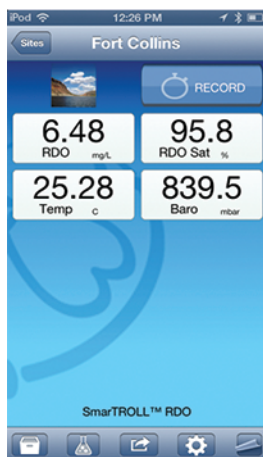 iPod 12:26 PM
Sites Fort Collins
RECORD
6.48 95.8
RDO mg/L RDO Sat %
25.28 839.5
Temp C Baro mbar
SmarTROLL™ RDO